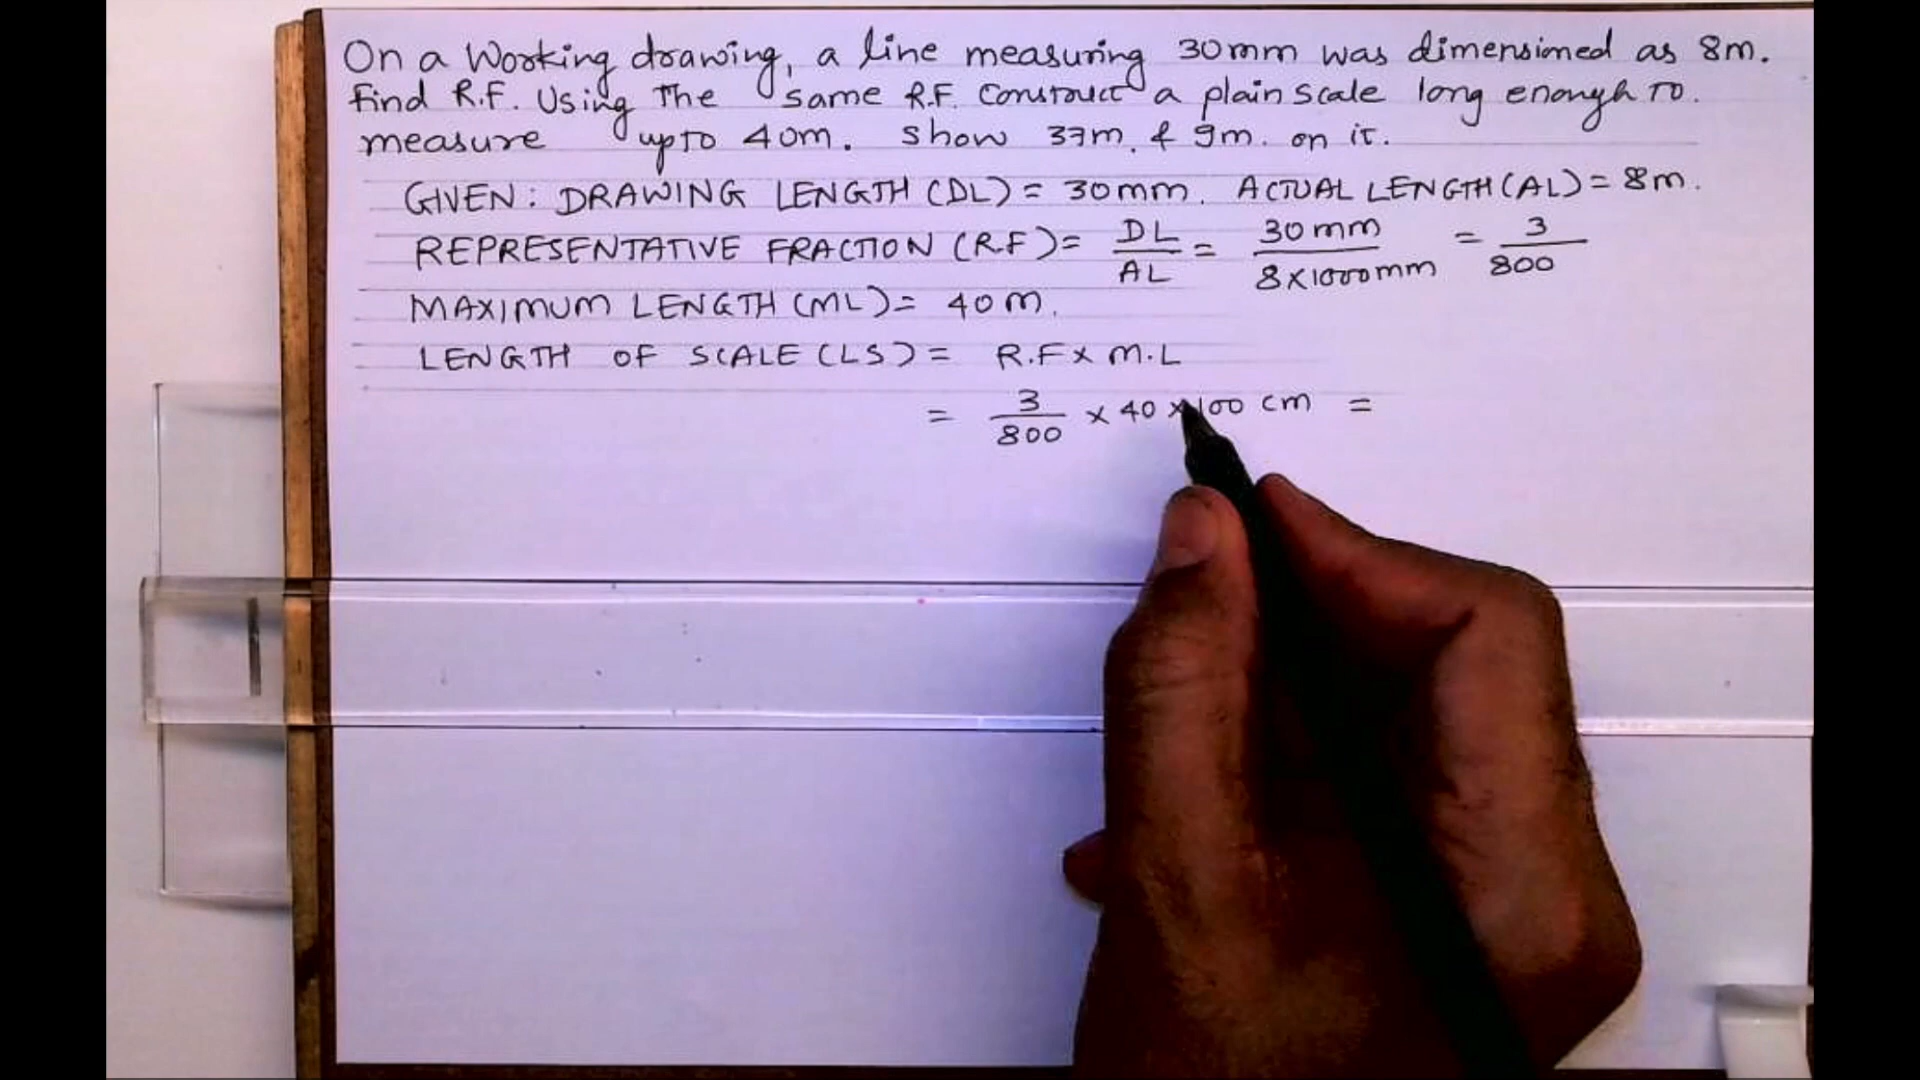 On a Working drawing, a line measuring 30mm was dimensioned as 8m.
Find R.F. Using The same R.F. Construct a plain scale long enough to.
measure upto 40m. Show 37m. & 9m. on it.
GIVEN: DRAWING LENGTH (DL) = 30mm. ACTUAL LENGTH (AL) = 8m.
REPRESENTATIVE FRACTION (R.F) = DL/AL = 30mm/8×1000mm = 3/800
MAXIMUM LENGTH (ML) = 40m.
LENGTH OF SCALE (LS) = R.F × M.L
= 3/800 × 40 × 100 cm =